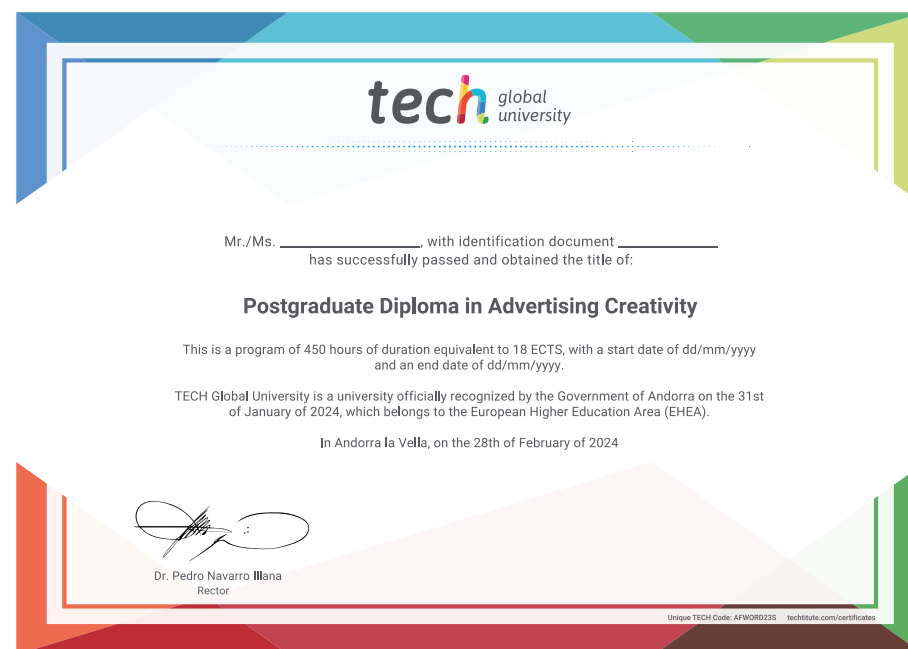 tech global university
Mr./Ms. ____________________, with identification document ______________
has successfully passed and obtained the title of:
Postgraduate Diploma in Advertising Creativity
This is a program of 450 hours of duration equivalent to 18 ECTS, with a start date of dd/mm/yyyy
and an end date of dd/mm/yyyy.
TECH Global University is a university officially recognized by the Government of Andorra on the 31st
of January of 2024, which belongs to the European Higher Education Area (EHEA).
In Andorra la Vella, on the 28th of February of 2024
Dr. Pedro Navarro Illana
Rector
Unique TECH Code: AFWORD23S techtitute.com/certificates